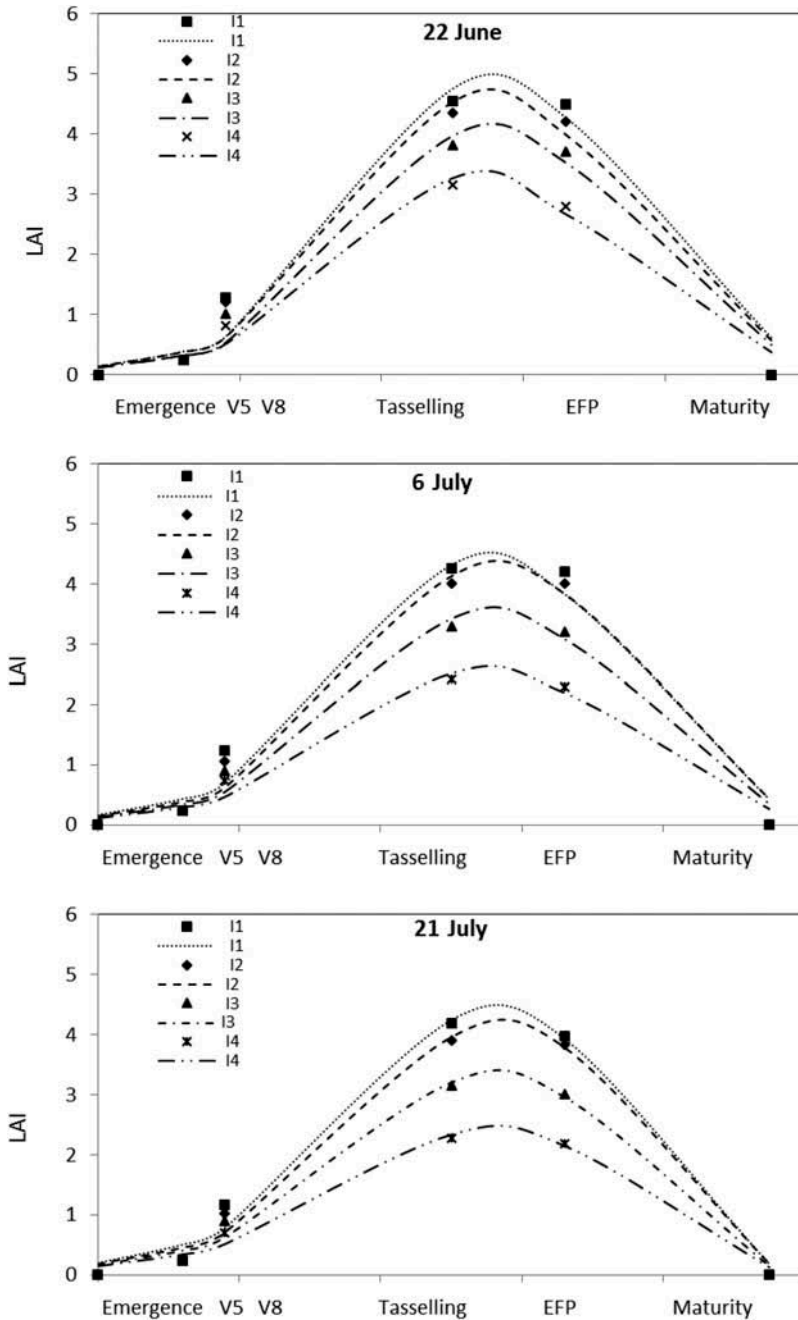 22 June
6
5
4
3
2
1
0
LAI
I1
I1
I2
I2
I3
I3
I4
I4
Emergence V5 V8 Tasselling EFP Maturity
6 July
6
5
4
3
2
1
0
LAI
I1
I1
I2
I2
I3
I3
I4
I4
Emergence V5 V8 Tasselling EFP Maturity
21 July
6
5
4
3
2
1
0
LAI
I1
I1
I2
I2
I3
I3
I4
I4
Emergence V5 V8 Tasselling EFP Maturity